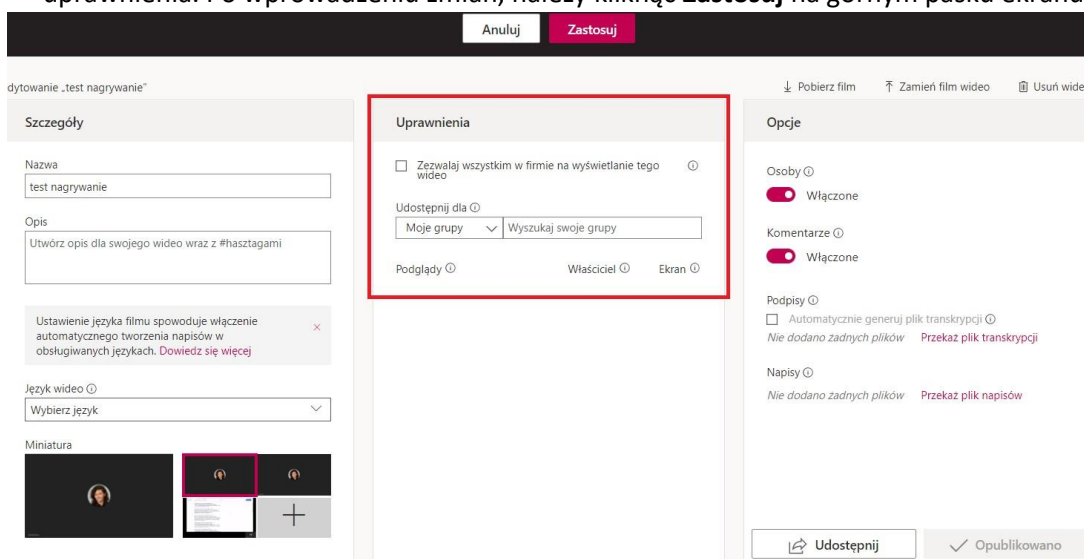 uprawnienia. Po wprowadzeniu zmian, należy kliknąć Zastosuj na górnym pasku ekranu
Anuluj Zastosuj
dytowanie „test nagrywanie”
Pobierz film Zamień film wideo Usuń wide
Szczegóły
Nazwa
test nagrywanie
Opis
Utwórz opis dla swojego wideo wraz z #hasztagami
Ustawienie języka filmu spowoduje włączenie
automatycznego tworzenia napisów w
obsługiwanych językach. Dowiedz się więcej
Język wideo
Wybierz język
Miniatura
Uprawnienia
Zezwalaj wszystkim w firmie na wyświetlanie tego
wideo
Udostępnij dla
Moje grupy Wyszukaj swoje grupy
Podglądy Właściciel Ekran
Opcje
Osoby
Włączone
Komentarze
Włączone
Podpisy
Automatycznie generuj plik transkrypcji
Nie dodano żadnych plików Przekaż plik transkrypcji
Napisy
Nie dodano żadnych plików Przekaż plik napisów
Udostępnij Opublikowano